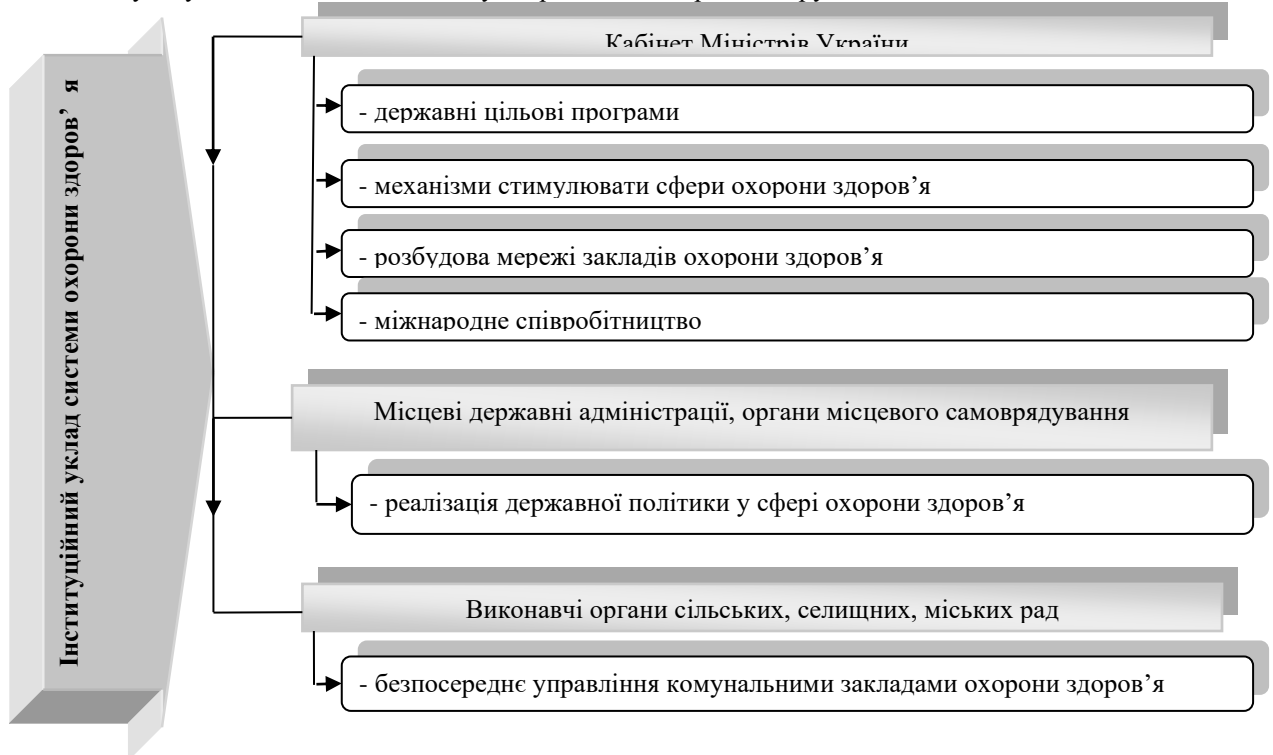 Кабінет Міністрів України
- державні цільові програми
- механізми стимулювати сфери охорони здоров’я
- розбудова мережі закладів охорони здоров’я
- міжнародне співробітництво
Місцеві державні адміністрації, органи місцевого самоврядування
- реалізація державної політики у сфері охорони здоров’я
Виконавчі органи сільських, селищних, міських рад
- безпосереднє управління комунальними закладами охорони здоров’я
Інституційний уклад системи охорони здоров’ я